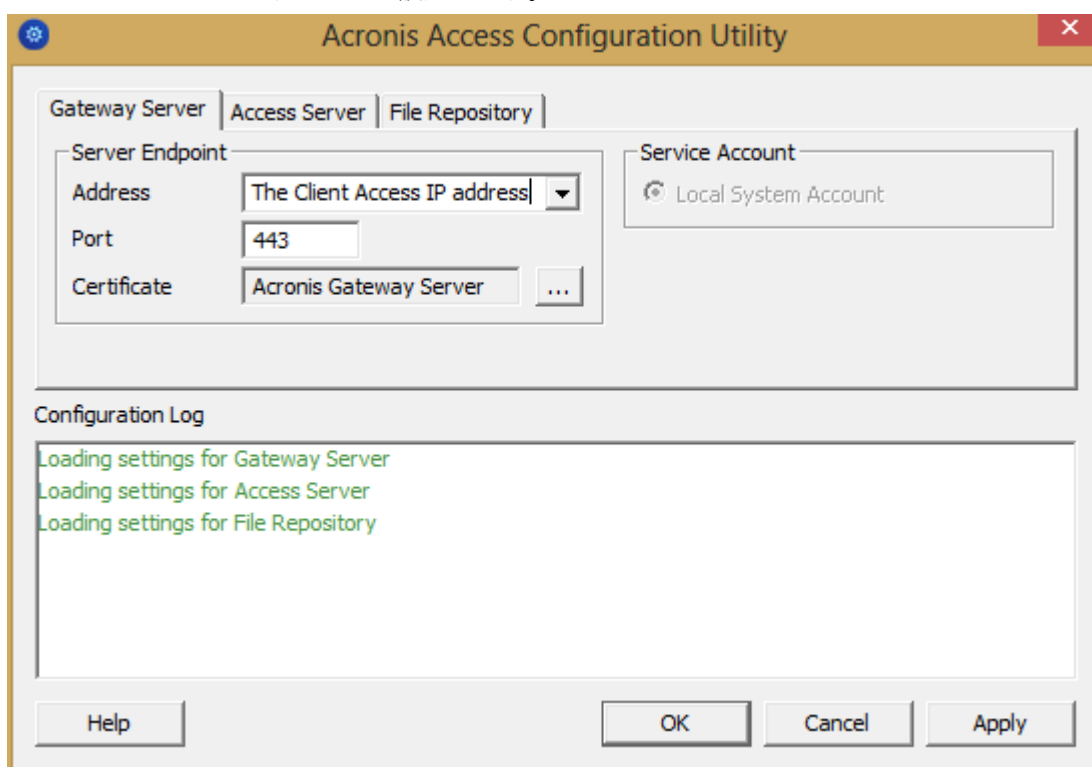 Acronis Access Configuration Utility
Gateway Server
Access Server
File Repository
Server Endpoint
Address
The Client Access IP address
Port
443
Certificate
Acronis Gateway Server
...
Service Account
Local System Account
Configuration Log
Loading settings for Gateway Server
Loading settings for Access Server
Loading settings for File Repository
Help
OK
Cancel
Apply